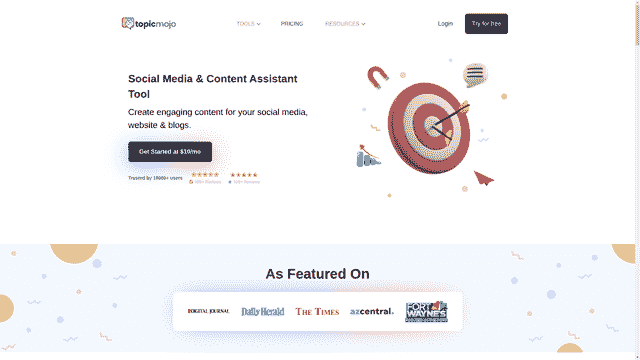 topicmojo
TOOLS
PRICING
RESOURCES
Login
Try for free
Social Media & Content Assistant
Tool
Create engaging content for your social media,
website & blogs.
Get Started at $19/mo
Trusted by 10000+ users
As Featured On
DIGITAL JOURNAL
Daily Herald
THE TIMES
azcentral.
FORT
WAYNE'S